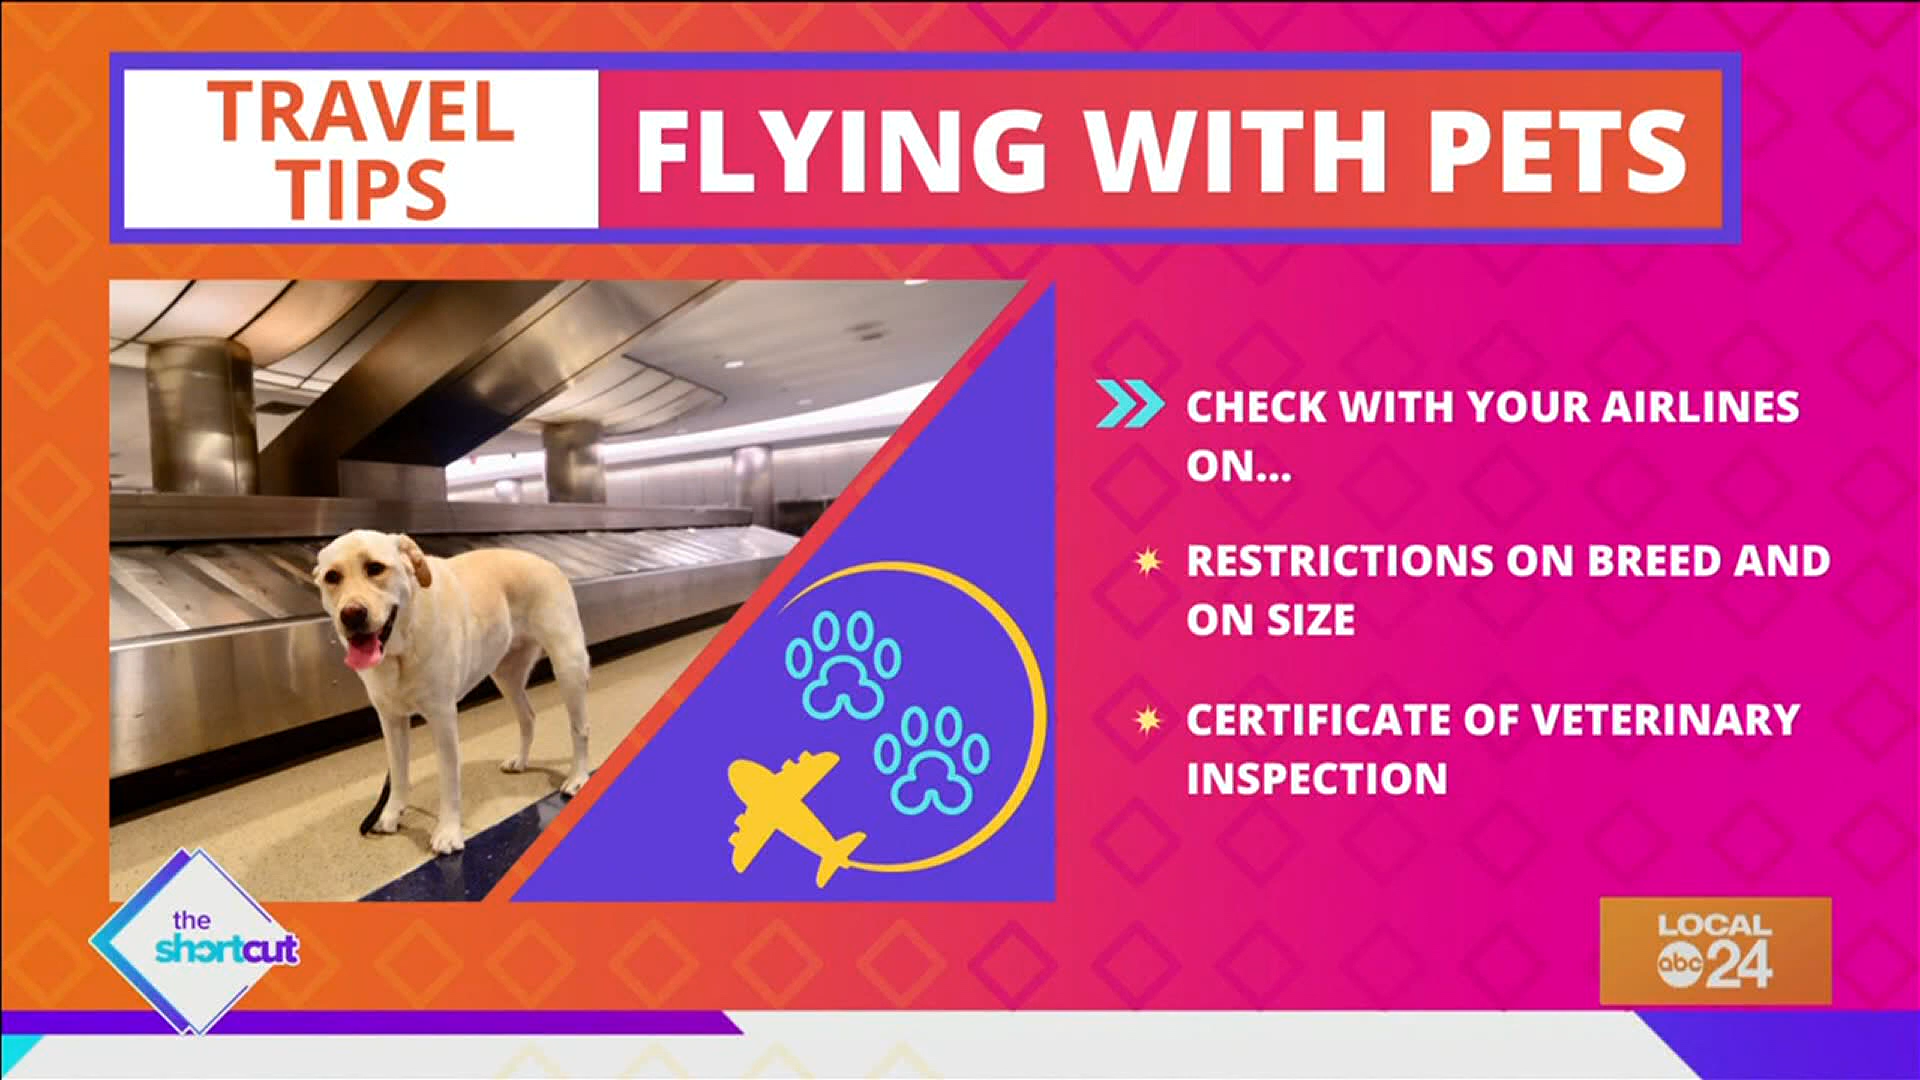 TRAVEL
TIPS
FLYING WITH PETS
CHECK WITH YOUR AIRLINES
ON...
RESTRICTIONS ON BREED AND
ON SIZE
CERTIFICATE OF VETERINARY
INSPECTION
the
shortcut
LOCAL
abc 24